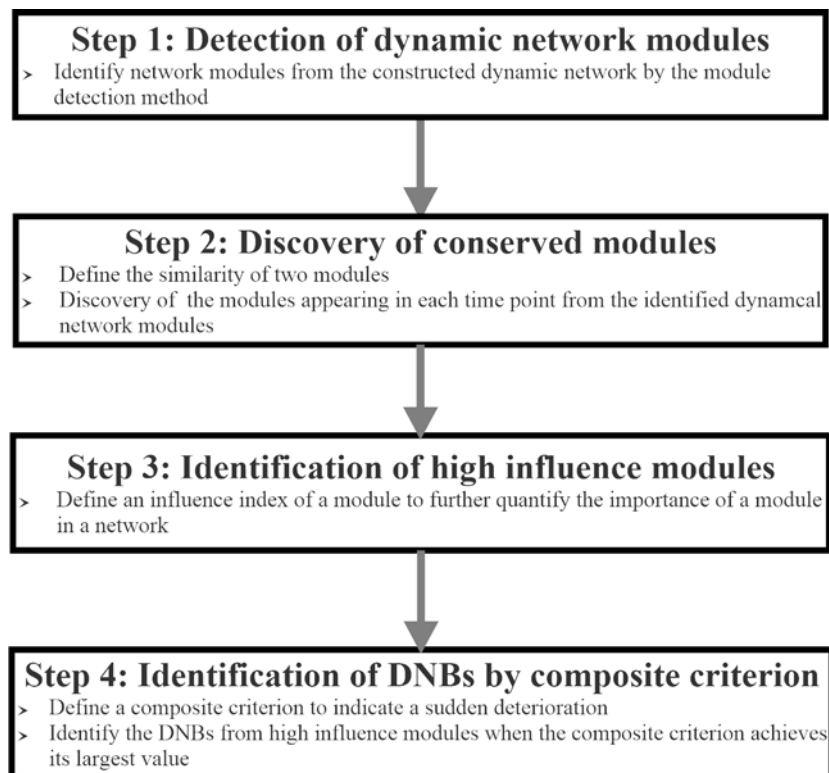 Step 1: Detection of dynamic network modules
➢ Identify network modules from the constructed dynamic network by the module
detection method
Step 2: Discovery of conserved modules
➢ Define the similarity of two modules
➢ Discovery of the modules appearing in each time point from the identified dynamcal
network modules
Step 3: Identification of high influence modules
➢ Define an influence index of a module to further quantify the importance of a module
in a network
Step 4: Identification of DNBs by composite criterion
➢ Define a composite criterion to indicate a sudden deterioration
➢ Identify the DNBs from high influence modules when the composite criterion achieves
its largest value